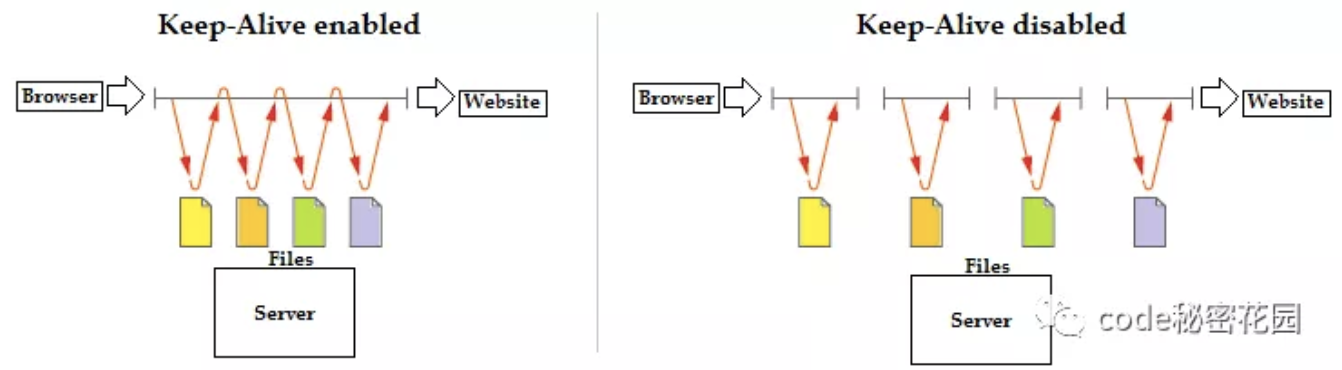 Keep-Alive enabled
Browser
Website
Files
Server
Keep-Alive disabled
Browser
Website
Files
Server
code秘密花园